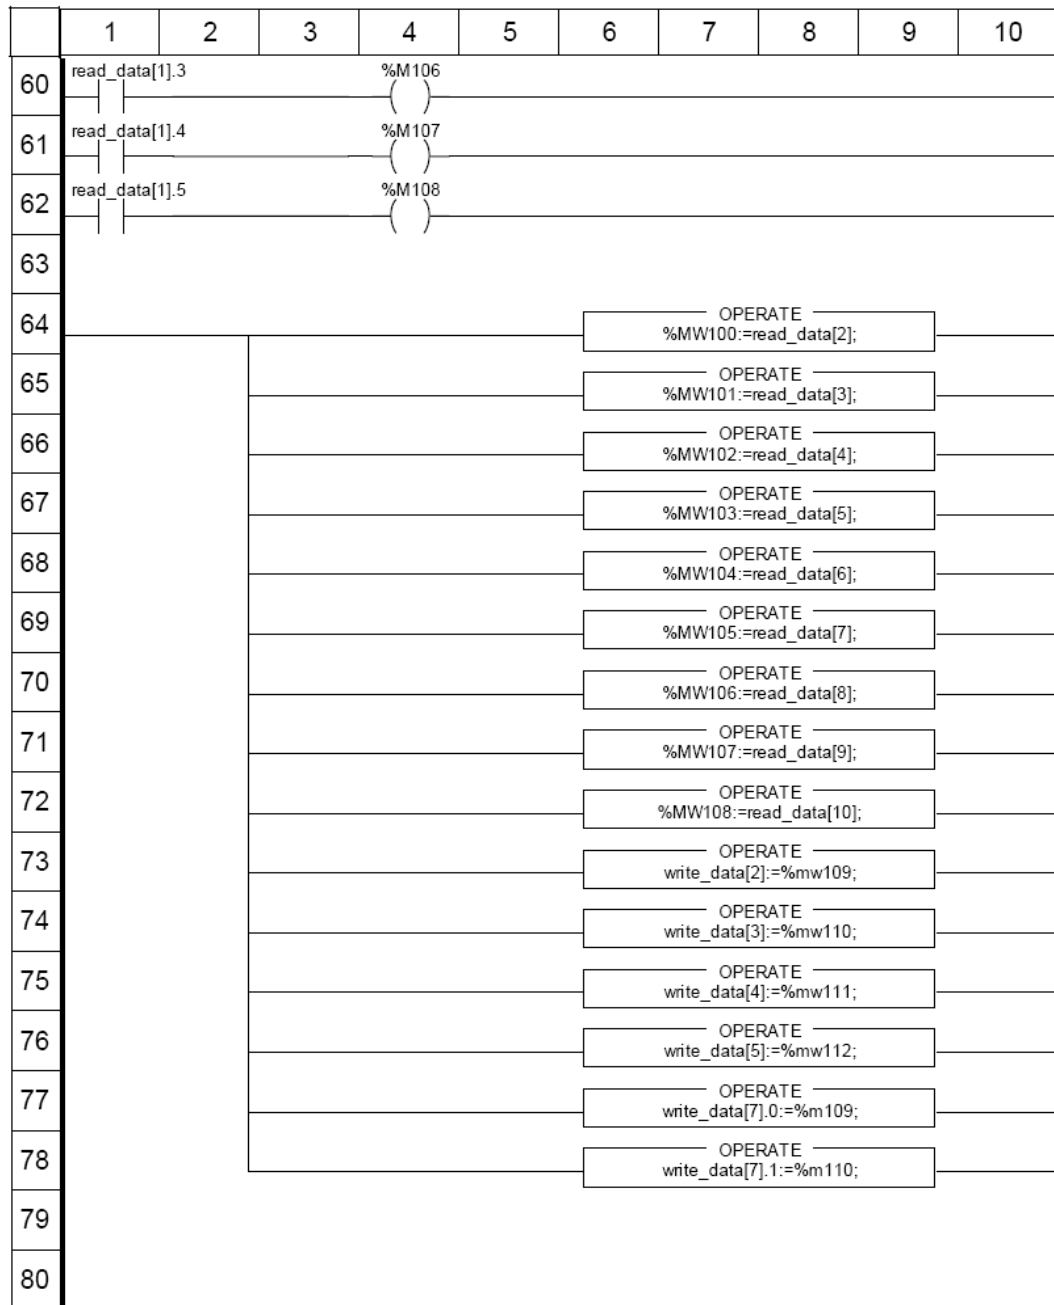 1 2 3 4 5 6 7 8 9 10
60 read_data[1].3 %M106
61 read_data[1].4 %M107
62 read_data[1].5 %M108
63
64 OPERATE
%MW100:=read_data[2];
65 OPERATE
%MW101:=read_data[3];
66 OPERATE
%MW102:=read_data[4];
67 OPERATE
%MW103:=read_data[5];
68 OPERATE
%MW104:=read_data[6];
69 OPERATE
%MW105:=read_data[7];
70 OPERATE
%MW106:=read_data[8];
71 OPERATE
%MW107:=read_data[9];
72 OPERATE
%MW108:=read_data[10];
73 OPERATE
write_data[2]:=%mw109;
74 OPERATE
write_data[3]:=%mw110;
75 OPERATE
write_data[4]:=%mw111;
76 OPERATE
write_data[5]:=%mw112;
77 OPERATE
write_data[7].0:=%m109;
78 OPERATE
write_data[7].1:=%m110;
79
80